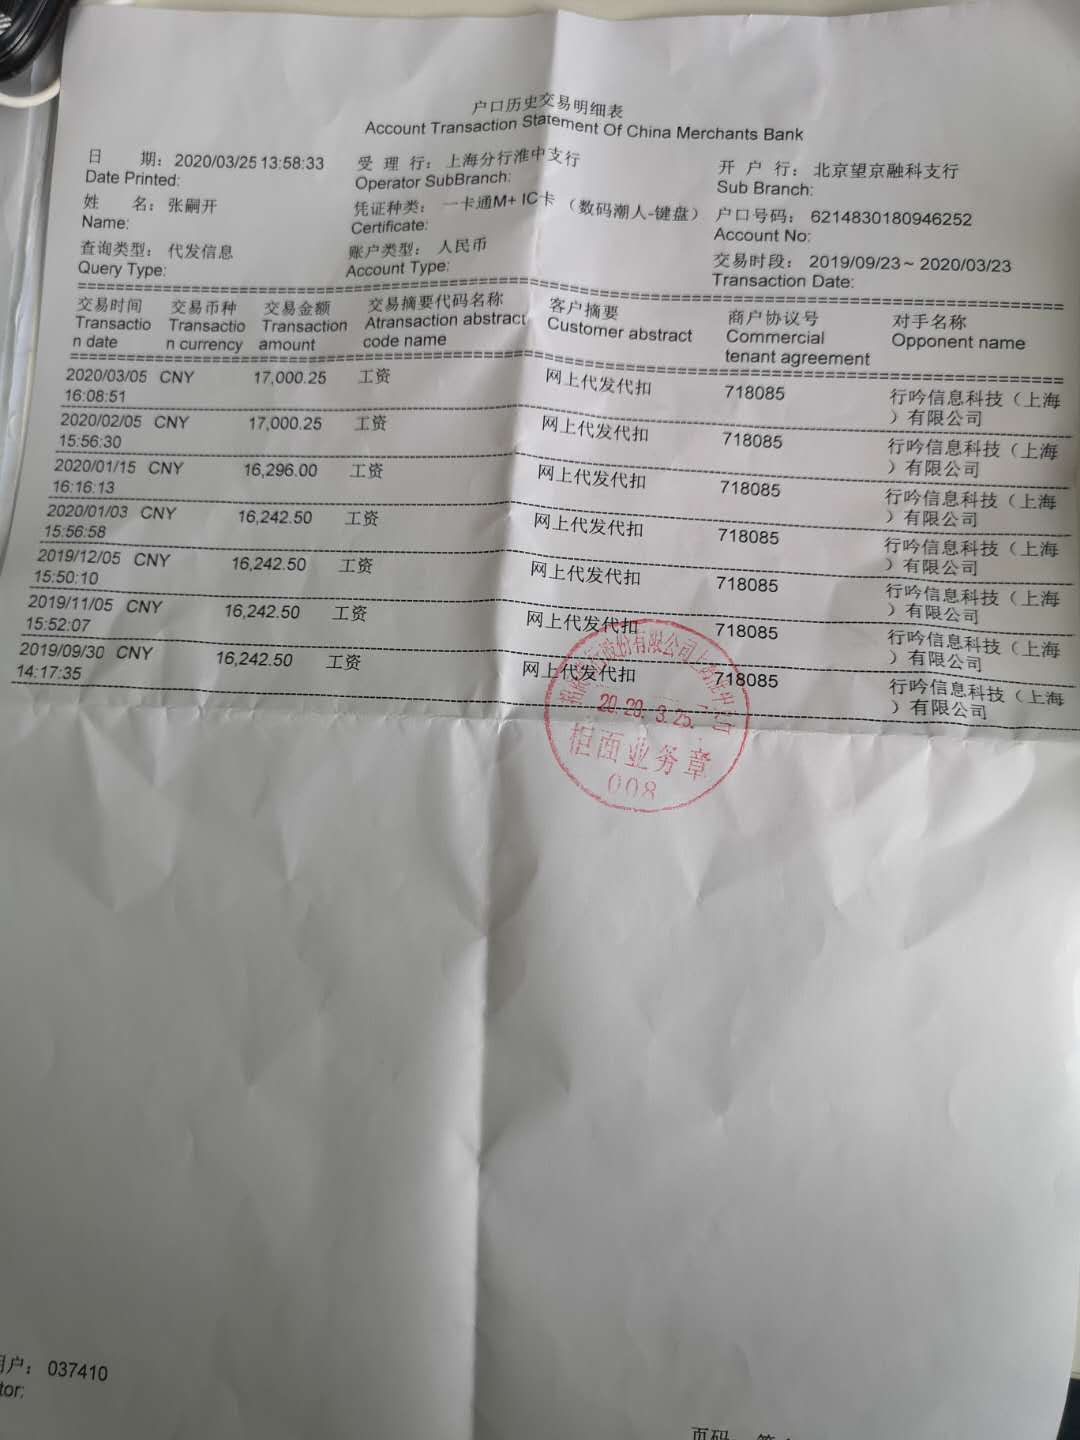 户口历史交易明细表
Account Transaction Statement Of China Merchants Bank
日 期: 2020/03/25 13:58:33 受 理 行: 上海分行淮中支行 开 户 行: 北京望京融科支行
Date Printed: Operator SubBranch: Sub Branch:
姓 名: 张嗣开 凭证种类: 一卡通M+ IC卡 (数码潮人-键盘) 户口号码: 6214830180946252
Name: Certificate: Account No:
查询类型: 代发信息 账户类型: 人民币 交易时段: 2019/09/23 ~ 2020/03/23
Query Type: Account Type: Transaction Date:
交易时间 交易币种 交易金额 交易摘要代码名称 客户摘要 商户协议号 对手名称
Transactio Transactio Transaction Atransaction abstract Customer abstract Commercial Opponent name
n date n currency amount code name tenant agreement
2020/03/05 CNY 17,000.25 工资 网上代发代扣 718085 行吟信息科技(上海
16:08:51 )有限公司
2020/02/05 CNY 17,000.25 工资 网上代发代扣 718085 行吟信息科技(上海
15:56:30 )有限公司
2020/01/15 CNY 16,296.00 工资 网上代发代扣 718085 行吟信息科技(上海
16:16:13 )有限公司
2020/01/03 CNY 16,242.50 工资 网上代发代扣 718085 行吟信息科技(上海
15:56:58 )有限公司
2019/12/05 CNY 16,242.50 工资 网上代发代扣 718085 行吟信息科技(上海
15:50:10 )有限公司
2019/11/05 CNY 16,242.50 工资 网上代发代扣 718085 行吟信息科技(上海
15:52:07 )有限公司
2019/09/30 CNY 16,242.50 工资 网上代发代扣 718085 行吟信息科技(上海
14:17:35 )有限公司
股份有限公司上
2020.3.25.
柜面业务章
008
户: 037410
tor:
页码: